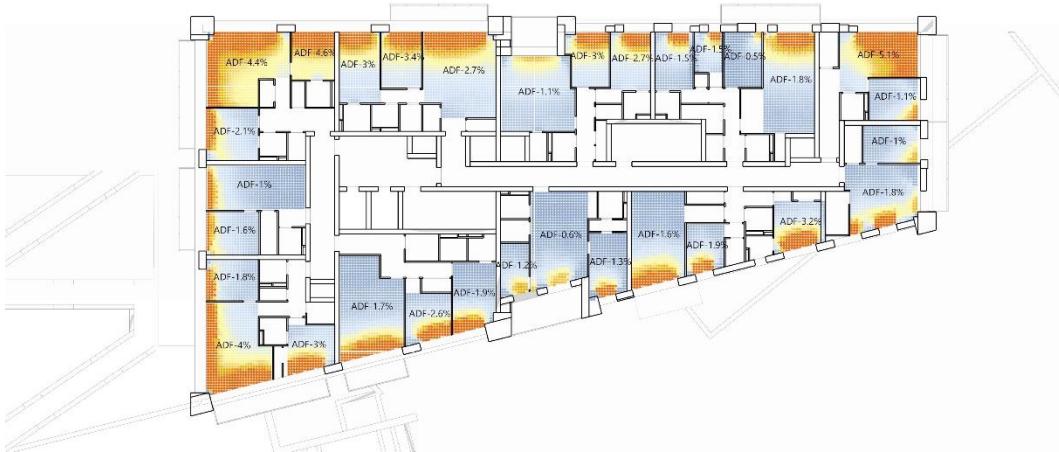 ADF-4.4%
ADF-4.6%
ADF-3%
ADF-3.4%
ADF-2.7%
ADF-1.1%
ADF-3%
ADF-2.7%
ADF-1.5%
ADF-1.5%
ADF-0.5%
ADF-1.8%
ADF-5.1%
ADF-1.1%
ADF-2.1%
ADF-1%
ADF-1%
ADF-1.8%
ADF-1.6%
ADF-0.6%
ADF-1.6%
ADF-3.2%
ADF-1.9%
ADF-1.2%
ADF-1.3%
ADF-1.8%
ADF-1.7%
ADF-1.9%
ADF-2.6%
ADF-4%
ADF-3%